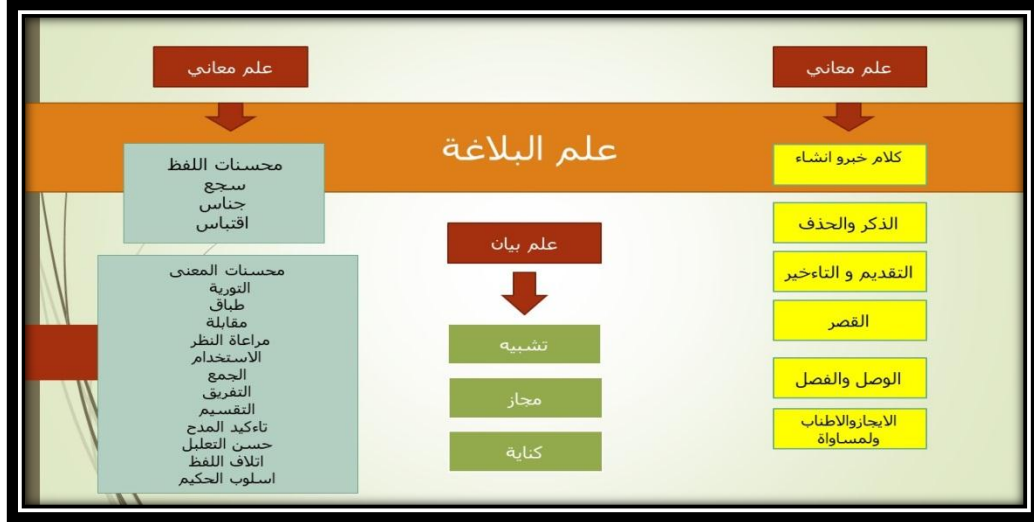 علم البلاغة
علم معاني
كلام خبرو انشاء
الذكر والحذف
التقديم و التاءخير
القصر
الوصل والفصل
الايجازوالاطناب
ولمساواة
علم بيان
تشبيه
مجاز
كناية
علم معاني
محسنات اللفظ
سجع
جناس
اقتباس
محسنات المعنى
التورية
طباق
مقابلة
مراعاة النظر
الاستخدام
الجمع
التفريق
التقسيم
تاءكيد المدح
حسن التعلبل
اتلاف اللفظ
اسلوب الحكيم